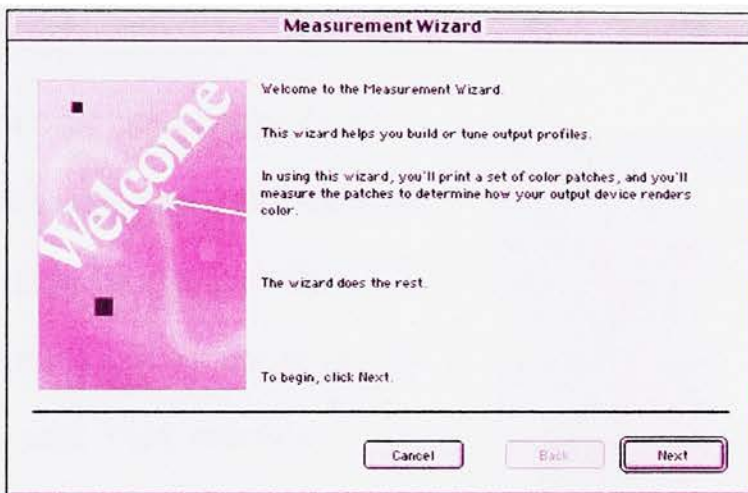 Measurement Wizard
Welcome
Welcome to the Measurement Wizard.
This wizard helps you build or tune output profiles.
In using this wizard, you'll print a set of color patches, and you'll
measure the patches to determine how your output device renders
color.
The wizard does the rest.
To begin, click Next.
Cancel
Back
Next